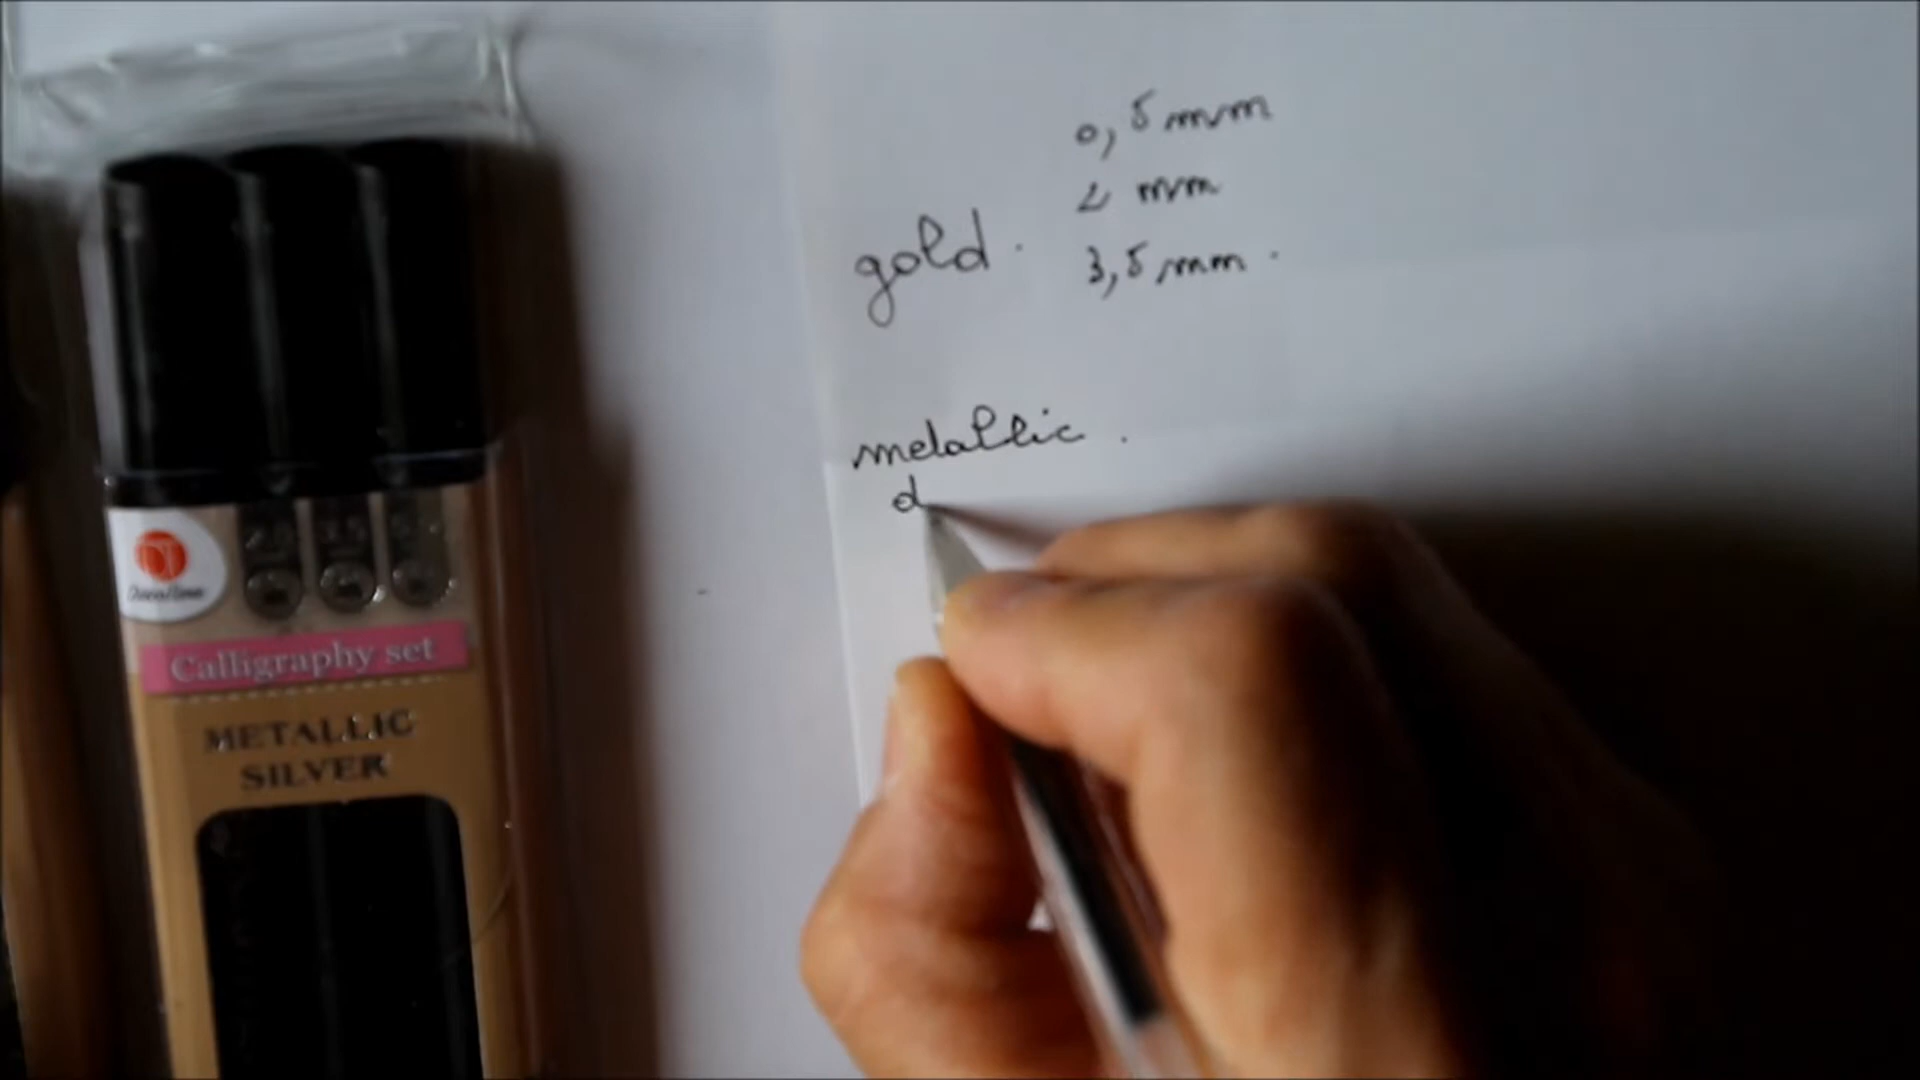 0,5 mm
2 mm
gold.
3,5 mm.
metallic.
d
Calligraphy set
METALLIC
SILVER